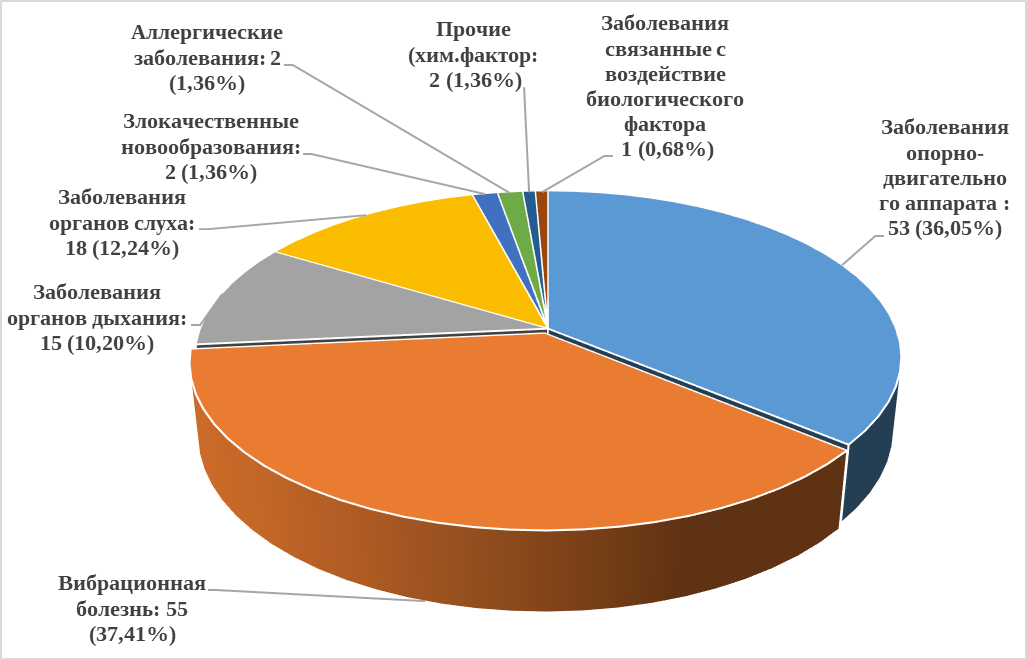 Аллергические
заболевания: 2
(1,36%)
Прочие
(хим.фактор:
2 (1,36%)
Заболевания
связанные с
воздействие
биологического
фактора
1 (0,68%)
Заболевания
опорно-
двигательно
го аппарата :
53 (36,05%)
Злокачественные
новообразования:
2 (1,36%)
Заболевания
органов слуха:
18 (12,24%)
Заболевания
органов дыхания:
15 (10,20%)
Вибрационная
болезнь: 55
(37,41%)